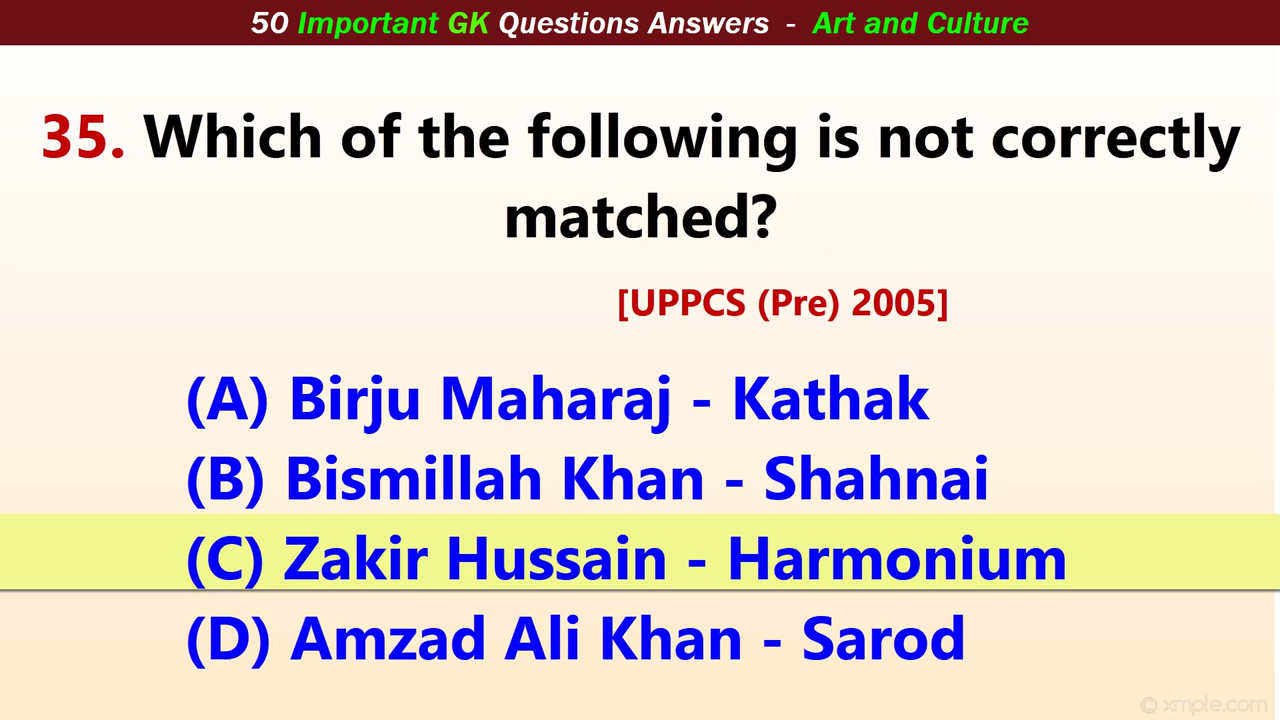 50 Important GK Questions Answers - Art and Culture
35. Which of the following is not correctly
matched?
[UPPCS (Pre) 2005]
(A) Birju Maharaj - Kathak
(B) Bismillah Khan - Shahnai
(C) Zakir Hussain - Harmonium
(D) Amzad Ali Khan - Sarod
© xmple.com